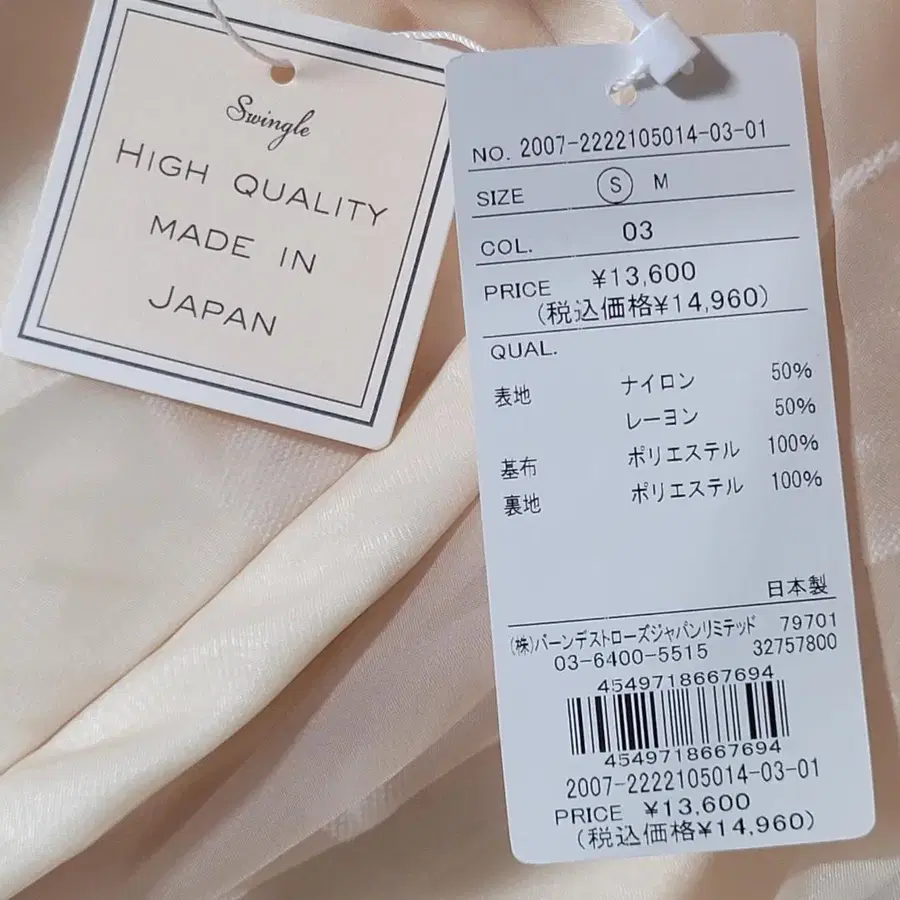 Swingle
HIGH QUALITY
MADE IN
JAPAN
NO. 2007-2222105014-03-01
SIZE S M
COL. 03
PRICE ¥13,600
(税込価格¥14,960)
QUAL.
表地 ナイロン 50%
レーヨン 50%
基布 ポリエステル 100%
裏地 ポリエステル 100%
日本製
(株)バーンデストローズジャパンリミテッド 79701
03-6400-5515 32757800
4549718667694
4549718667694
2007-2222105014-03-01
PRICE ¥13,600
(税込価格¥14,960)